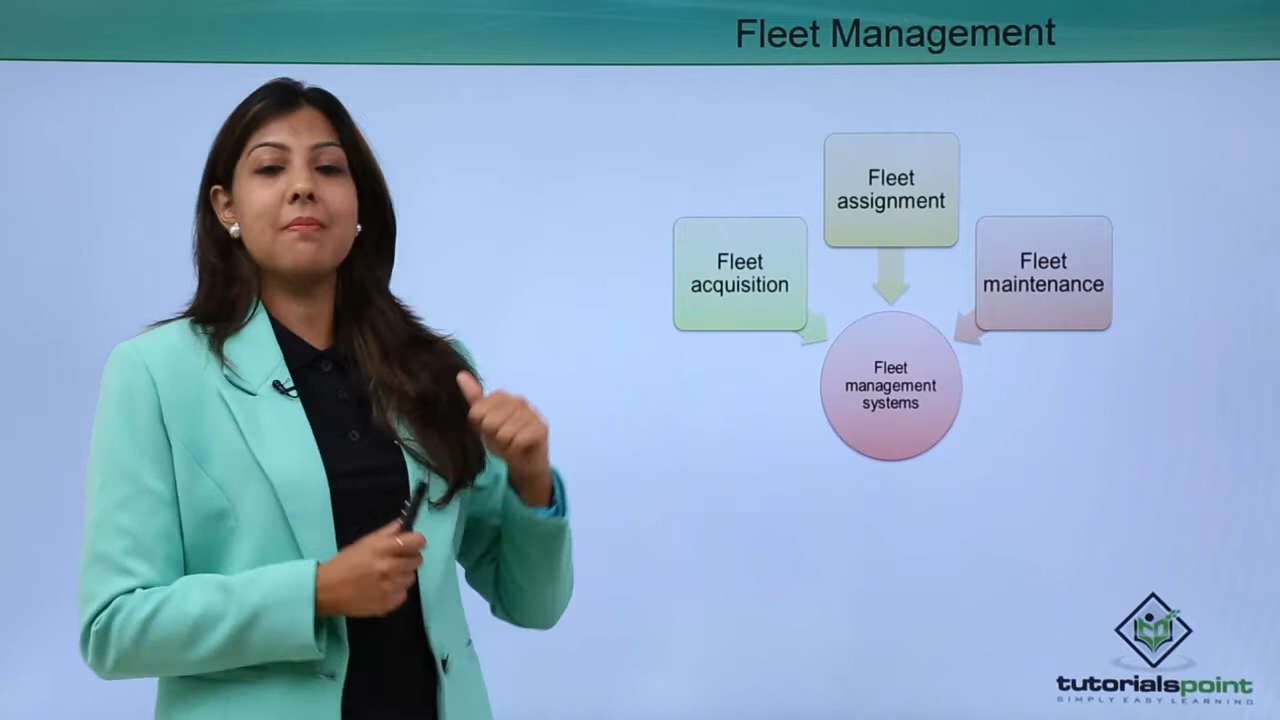 Fleet Management
Fleet
assignment
Fleet
acquisition
Fleet
maintenance
Fleet
management
systems
tutorialspoint
SIMPLY EASY LEARNING